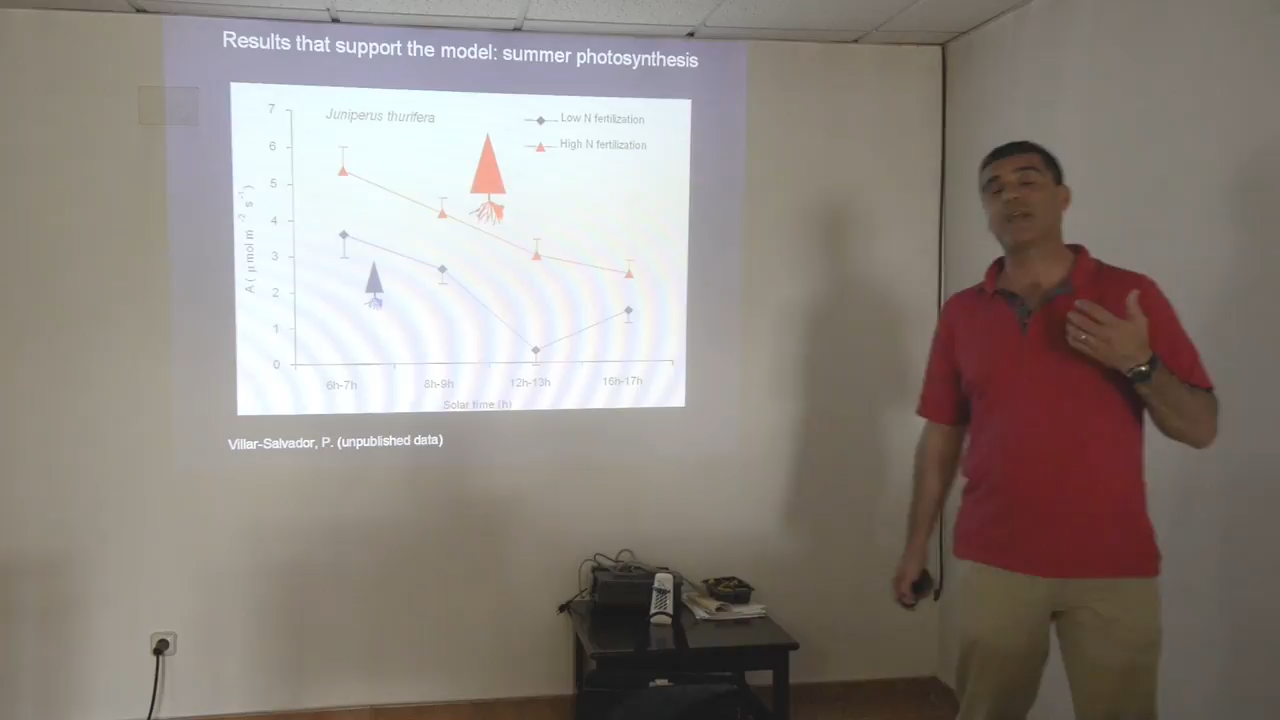 Results that support the model: summer photosynthesis
Juniperus thurifera
Low N fertilization
High N fertilization
7
6
5
4
3
2
1
0
A ( µmol m -2 s -1 )
6h-7h 8h-9h 12h-13h 16h-17h
Solar time (h)
Villar-Salvador, P. (unpublished data)